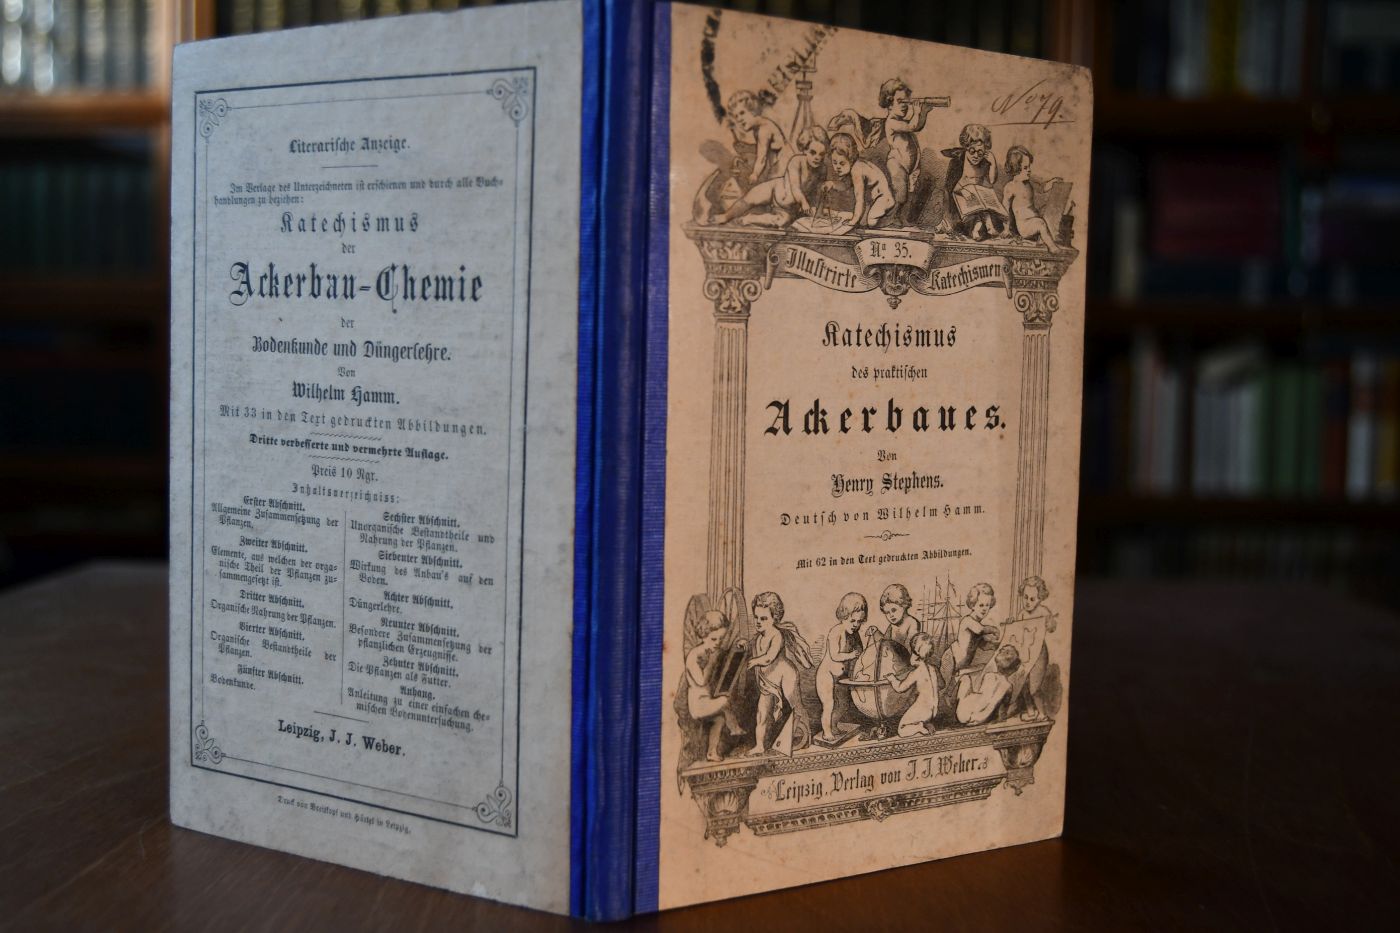 Literarische Anzeige.
Im Verlage des Unterzeichneten ist erschienen und durch alle Buch-
handlungen zu beziehen:
Katechismus
der
Ackerbau-Chemie
der
Bodenkunde und Düngerlehre.
Von
Wilhelm Hamm.
Mit 33 in den Text gedruckten Abbildungen.
Dritte verbesserte und vermehrte Auflage.
Preis 10 Ngr.
Inhaltsverzeichniss:
Erster Abschnitt.
Allgemeine Zusammensetzung der
Pflanzen.
Zweiter Abschnitt.
Elemente, aus welchen der orga-
nische Theil der Pflanzen zu-
sammengesetzt ist.
Dritter Abschnitt.
Organische Nahrung der Pflanzen.
Vierter Abschnitt.
Organische Bestandtheile der
Pflanzen.
Fünfter Abschnitt.
Bodenkunde.
Sechster Abschnitt.
Unorganische Bestandtheile und
Nahrung der Pflanzen.
Siebenter Abschnitt.
Wirkung des Anbau's auf den
Boden.
Achter Abschnitt.
Düngerlehre.
Neunter Abschnitt.
Besondere Zusammensetzung der
pflanzlichen Erzeugnisse.
Zehnter Abschnitt.
Die Pflanzen als Futter.
Anhang.
Anleitung zu einer einfachen che-
mischen Bodenuntersuchung.
Leipzig, J. J. Weber.
Druck von Breitkopf und Härtel in Leipzig.
No 79.
No. 35.
Illustrirte Katechismen
Katechismus
des praktischen
Ackerbaues.
Von
Henry Stephens.
Deutsch von Wilhelm Hamm.
Mit 62 in den Text gedruckten Abbildungen.
Leipzig, Verlag von J. J. Weber.